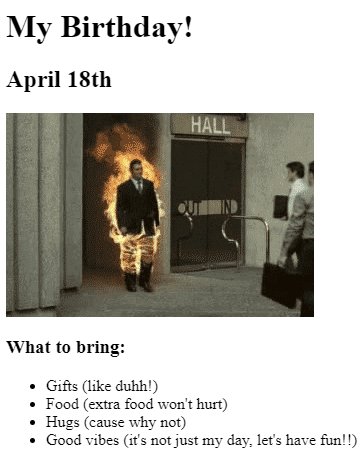 My Birthday!
April 18th
HALL
OUT IND
What to bring:
Gifts (like duhh!)
Food (extra food won't hurt)
Hugs (cause why not)
Good vibes (it's not just my day, let's have fun!!)